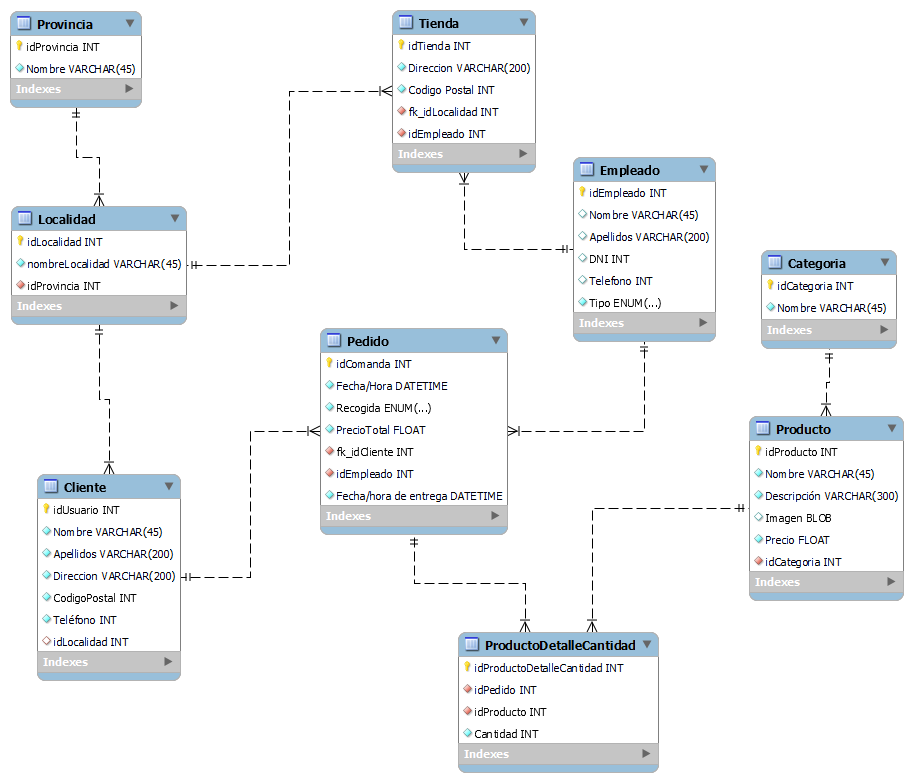 Provincia
idProvincia INT
Nombre VARCHAR(45)
Indexes
Tienda
idTienda INT
Direccion VARCHAR(200)
Codigo Postal INT
fk_idLocalidad INT
idEmpleado INT
Indexes
Empleado
idEmpleado INT
Nombre VARCHAR(45)
Apellidos VARCHAR(200)
DNI INT
Telefono INT
Tipo ENUM(...)
Indexes
Localidad
idLocalidad INT
nombreLocalidad VARCHAR(45)
idProvincia INT
Indexes
Categoria
idCategoria INT
Nombre VARCHAR(45)
Indexes
Pedido
idComanda INT
Fecha/Hora DATETIME
Recogida ENUM(...)
PrecioTotal FLOAT
fk_idCliente INT
idEmpleado INT
Fecha/hora de entrega DATETIME
Indexes
Producto
idProducto INT
Nombre VARCHAR(45)
Descripción VARCHAR(300)
Imagen BLOB
Precio FLOAT
idCategoria INT
Indexes
Cliente
idUsuario INT
Nombre VARCHAR(45)
Apellidos VARCHAR(200)
Direccion VARCHAR(200)
CodigoPostal INT
Teléfono INT
idLocalidad INT
Indexes
ProductoDetalleCantidad
idProductoDetalleCantidad INT
idPedido INT
idProducto INT
Cantidad INT
Indexes